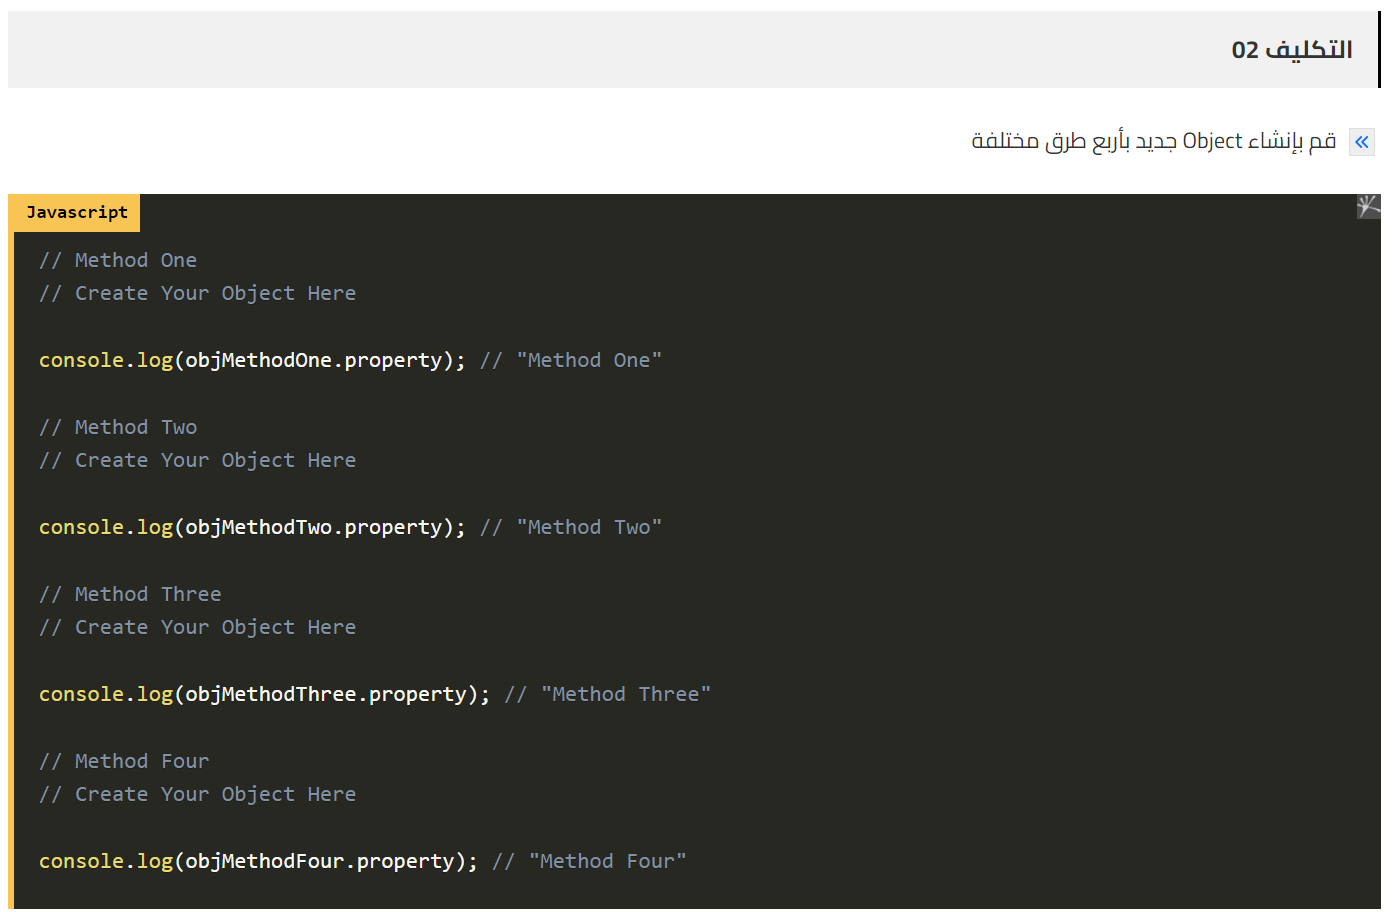 التكليف 02
قم بإنشاء Object جديد بأربع طرق مختلفة
Javascript
// Method One
// Create Your Object Here
console.log(objMethodOne.property); // "Method One"
// Method Two
// Create Your Object Here
console.log(objMethodTwo.property); // "Method Two"
// Method Three
// Create Your Object Here
console.log(objMethodThree.property); // "Method Three"
// Method Four
// Create Your Object Here
console.log(objMethodFour.property); // "Method Four"